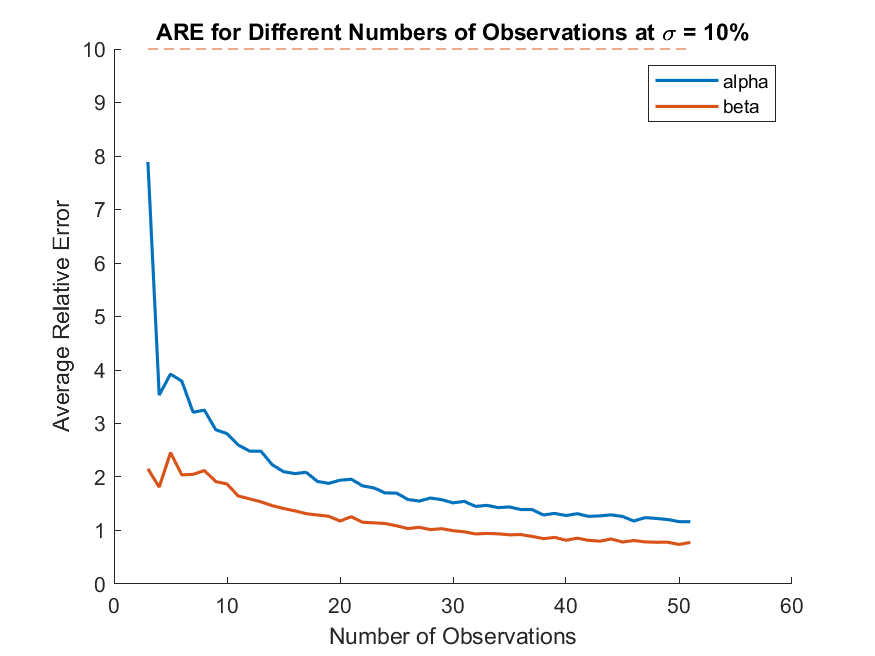 ARE for Different Numbers of Observations at σ = 10%
alpha
beta
10
9
8
7
6
5
4
3
2
1
0
Average Relative Error
0 10 20 30 40 50 60
Number of Observations